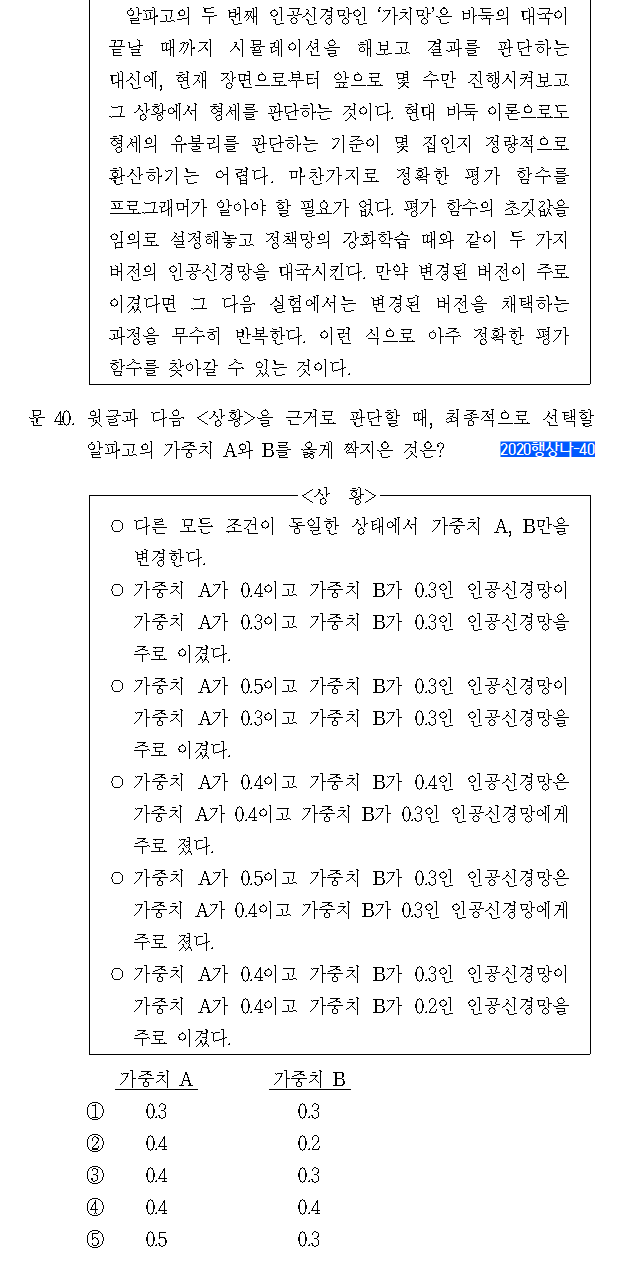 알파고의 두 번째 인공신경망인 '가치망'은 바둑의 대국이
끝날 때까지 시뮬레이션을 해보고 결과를 판단하는
대신에, 현재 장면으로부터 앞으로 몇 수만 진행시켜보고
그 상황에서 형세를 판단하는 것이다. 현대 바둑 이론으로도
형세의 유불리를 판단하는 기준이 몇 집인지 정량적으로
환산하기는 어렵다. 마찬가지로 정확한 평가 함수를
프로그래머가 알아야 할 필요가 없다. 평가 함수의 초깃값을
임의로 설정해놓고 정책망의 강화학습 때와 같이 두 가지
버전의 인공신경망을 대국시킨다. 만약 변경된 버전이 주로
이겼다면 그 다음 실험에서는 변경된 버전을 채택하는
과정을 무수히 반복한다. 이런 식으로 아주 정확한 평가
함수를 찾아갈 수 있는 것이다.
문 40. 윗글과 다음 <상황>을 근거로 판단할 때, 최종적으로 선택할
알파고의 가중치 A와 B를 옳게 짝지은 것은? 2020행상나-40
<상 황>
○ 다른 모든 조건이 동일한 상태에서 가중치 A, B만을
변경한다.
○ 가중치 A가 0.4이고 가중치 B가 0.3인 인공신경망이
가중치 A가 0.3이고 가중치 B가 0.3인 인공신경망을
주로 이겼다.
○ 가중치 A가 0.5이고 가중치 B가 0.3인 인공신경망이
가중치 A가 0.3이고 가중치 B가 0.3인 인공신경망을
주로 이겼다.
○ 가중치 A가 0.4이고 가중치 B가 0.4인 인공신경망은
가중치 A가 0.4이고 가중치 B가 0.3인 인공신경망에게
주로 졌다.
○ 가중치 A가 0.5이고 가중치 B가 0.3인 인공신경망은
가중치 A가 0.4이고 가중치 B가 0.3인 인공신경망에게
주로 졌다.
○ 가중치 A가 0.4이고 가중치 B가 0.3인 인공신경망이
가중치 A가 0.4이고 가중치 B가 0.2인 인공신경망을
주로 이겼다.
가중치 A 가중치 B
① 0.3 0.3
② 0.4 0.2
③ 0.4 0.3
④ 0.4 0.4
⑤ 0.5 0.3